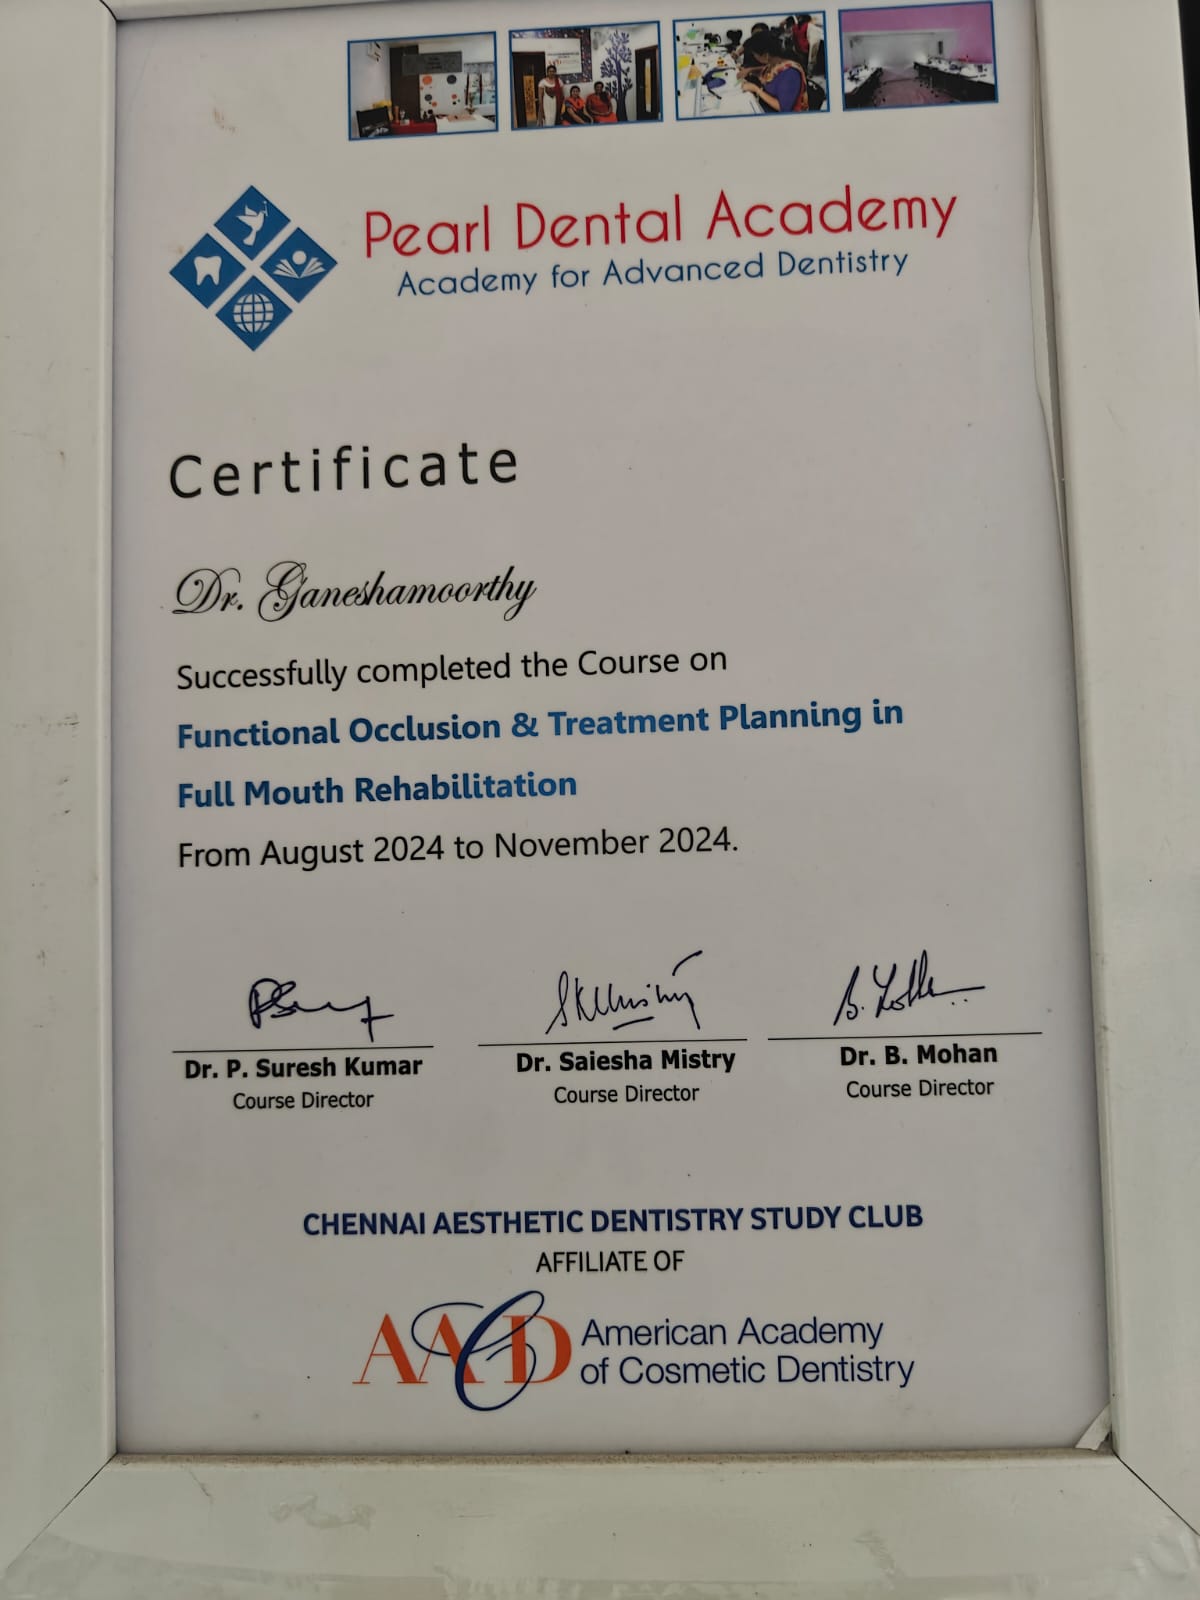 Pearl Dental Academy
Academy for Advanced Dentistry
Certificate
Dr. Ganeshamoorthy
Successfully completed the Course on
Functional Occlusion & Treatment Planning in
Full Mouth Rehabilitation
From August 2024 to November 2024.
Dr. P. Suresh Kumar
Course Director
Dr. Saiesha Mistry
Course Director
Dr. B. Mohan
Course Director
CHENNAI AESTHETIC DENTISTRY STUDY CLUB
AFFILIATE OF
AACD American Academy
of Cosmetic Dentistry